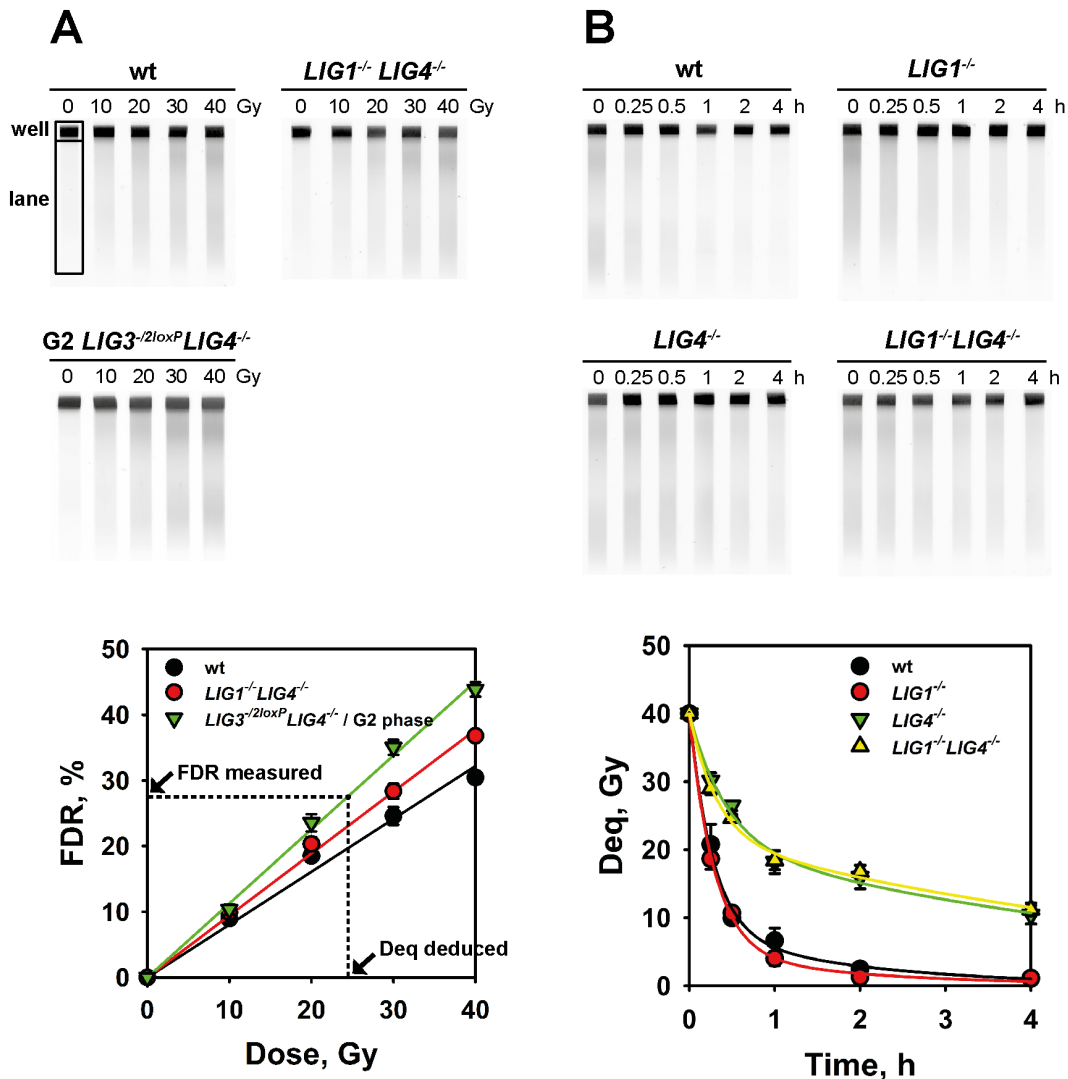 A
wt
LIG1-/- LIG4-/-
0 10 20 30 40 Gy
0 10 20 30 40 Gy
well
lane
G2 LIG3-/2loxP LIG4-/-
0 10 20 30 40 Gy
50
40
30
20
10
0
FDR, %
wt
LIG1-/-LIG4-/-
LIG3-/2loxP LIG4-/- / G2 phase
FDR measured
Deq deduced
0 10 20 30 40
Dose, Gy
B
wt
LIG1-/-
0 0.25 0.5 1 2 4 h
0 0.25 0.5 1 2 4 h
LIG4-/-
LIG1-/-LIG4-/-
0 0.25 0.5 1 2 4 h
0 0.25 0.5 1 2 4 h
50
40
30
20
10
0
Deq, Gy
wt
LIG1-/-
LIG4-/-
LIG1-/-LIG4-/-
0 1 2 3 4
Time, h